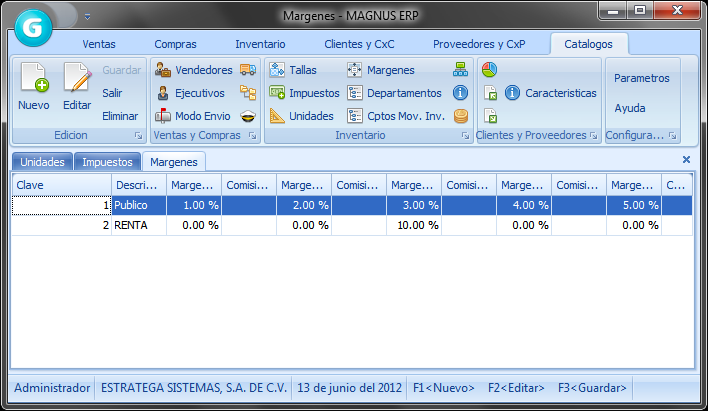 Margenes - MAGNUS ERP
G
Ventas Compras Inventario Clientes y CxC Proveedores y CxP Catalogos
Nuevo
Editar
Guardar
Salir
Eliminar
Edicion
Vendedores
Ejecutivos
Modo Envio
Ventas y Compras
Tallas
Impuestos
Unidades
Margenes
Departamentos
Cptos Mov. Inv.
Inventario
Caracteristicas
Clientes y Proveedores
Parametros
Ayuda
Configura...
Unidades Impuestos Margenes
Clave Descri... Marge... Comisi... Marge... Comisi... Marge... Comisi... Marge... Comisi... Marge... C...
1 Publico 1.00 % 2.00 % 3.00 % 4.00 % 5.00 %
2 RENTA 0.00 % 0.00 % 10.00 % 0.00 % 0.00 %
Administrador ESTRATEGA SISTEMAS, S.A. DE C.V. 13 de junio del 2012 F1<Nuevo> F2<Editar> F3<Guardar>